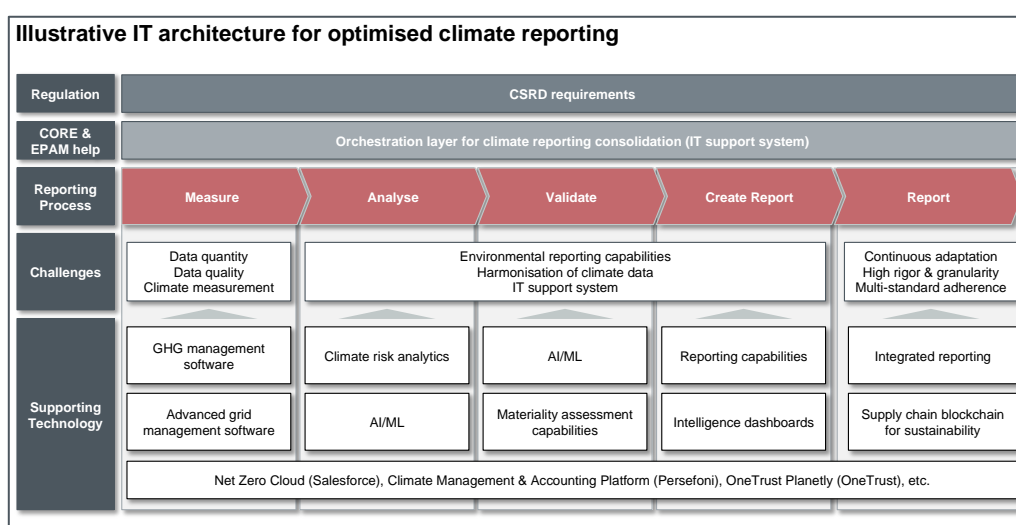 Illustrative IT architecture for optimised climate reporting
Regulation
CSRD requirements
CORE &
EPAM help
Orchestration layer for climate reporting consolidation (IT support system)
Reporting
Process
Measure
Analyse
Validate
Create Report
Report
Challenges
Data quantity
Data quality
Climate measurement
Environmental reporting capabilities
Harmonisation of climate data
IT support system
Continuous adaptation
High rigor & granularity
Multi-standard adherence
Supporting
Technology
GHG management
software
Climate risk analytics
AI/ML
Reporting capabilities
Integrated reporting
Advanced grid
management software
AI/ML
Materiality assessment
capabilities
Intelligence dashboards
Supply chain blockchain
for sustainability
Net Zero Cloud (Salesforce), Climate Management & Accounting Platform (Persefoni), OneTrust Planetly (OneTrust), etc.